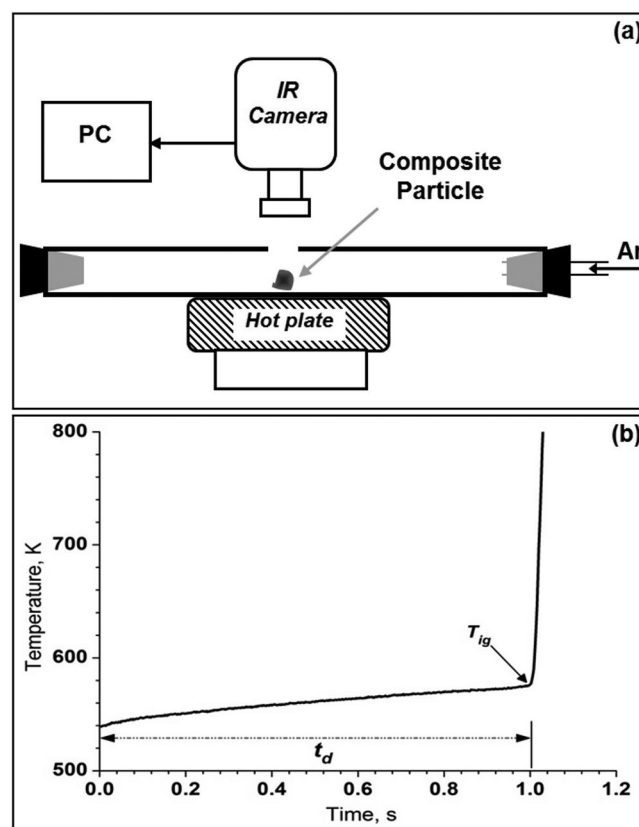 (a)
IR
Camera
PC
Composite
Particle
Ar
Hot plate
(b)
800
700
600
500
Temperature, K
T_ig
t_d
0.0 0.2 0.4 0.6 0.8 1.0 1.2
Time, s